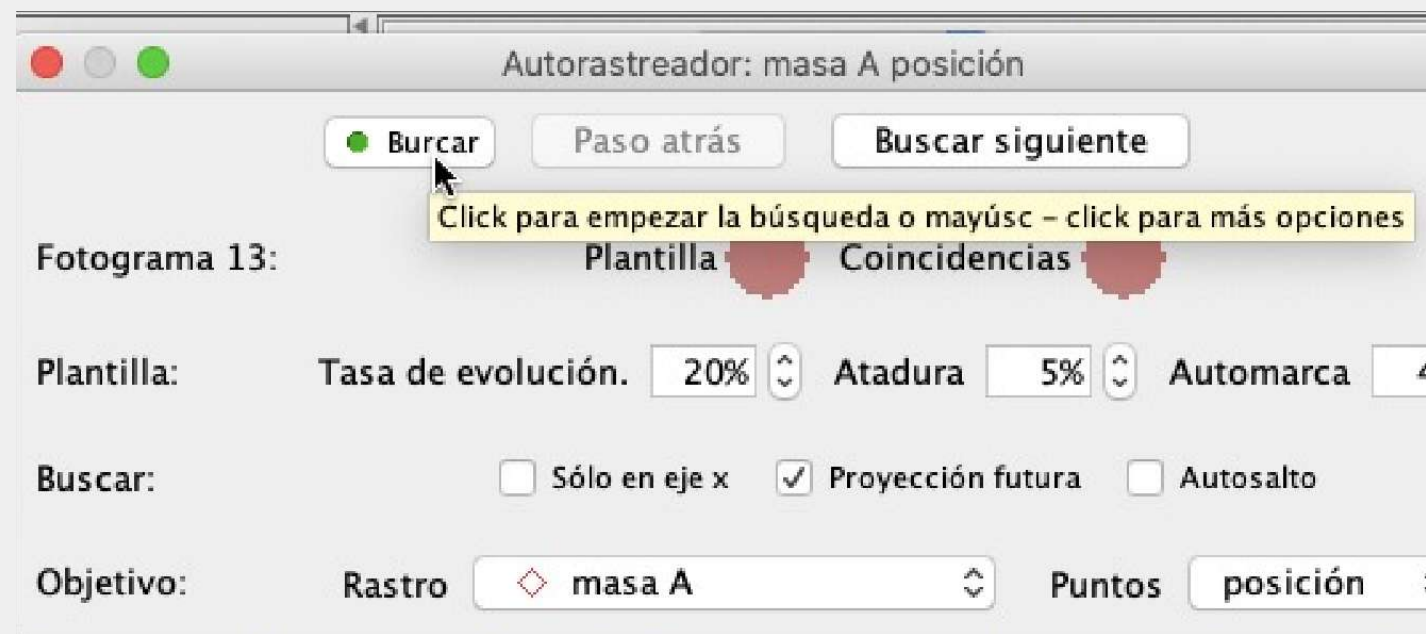 Autorastreador: masa A posición
Burcar Paso atrás Buscar siguiente
Click para empezar la búsqueda o mayúsc – click para más opciones
Fotograma 13: Plantilla Coincidencias
Plantilla: Tasa de evolución. 20% Atadura 5% Automarca 4
Buscar: Sólo en eje x Proyección futura Autosalto
Objetivo: Rastro masa A Puntos posición